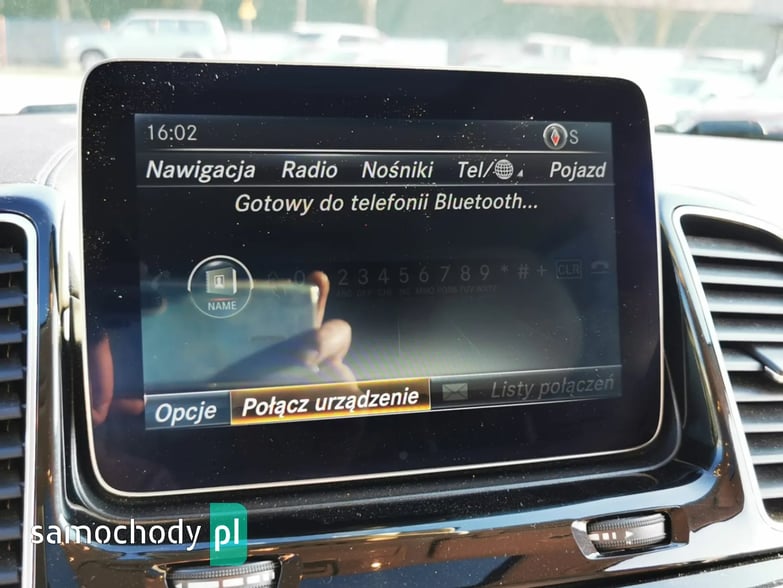 16:02 S
Nawigacja Radio Nośniki Tel/ Pojazd
Gotowy do telefonii Bluetooth...
NAME
0 2 3 4 5 6 7 8 9 * # + CLR
Opcje Połącz urządzenie Listy połączeń
samochody pl